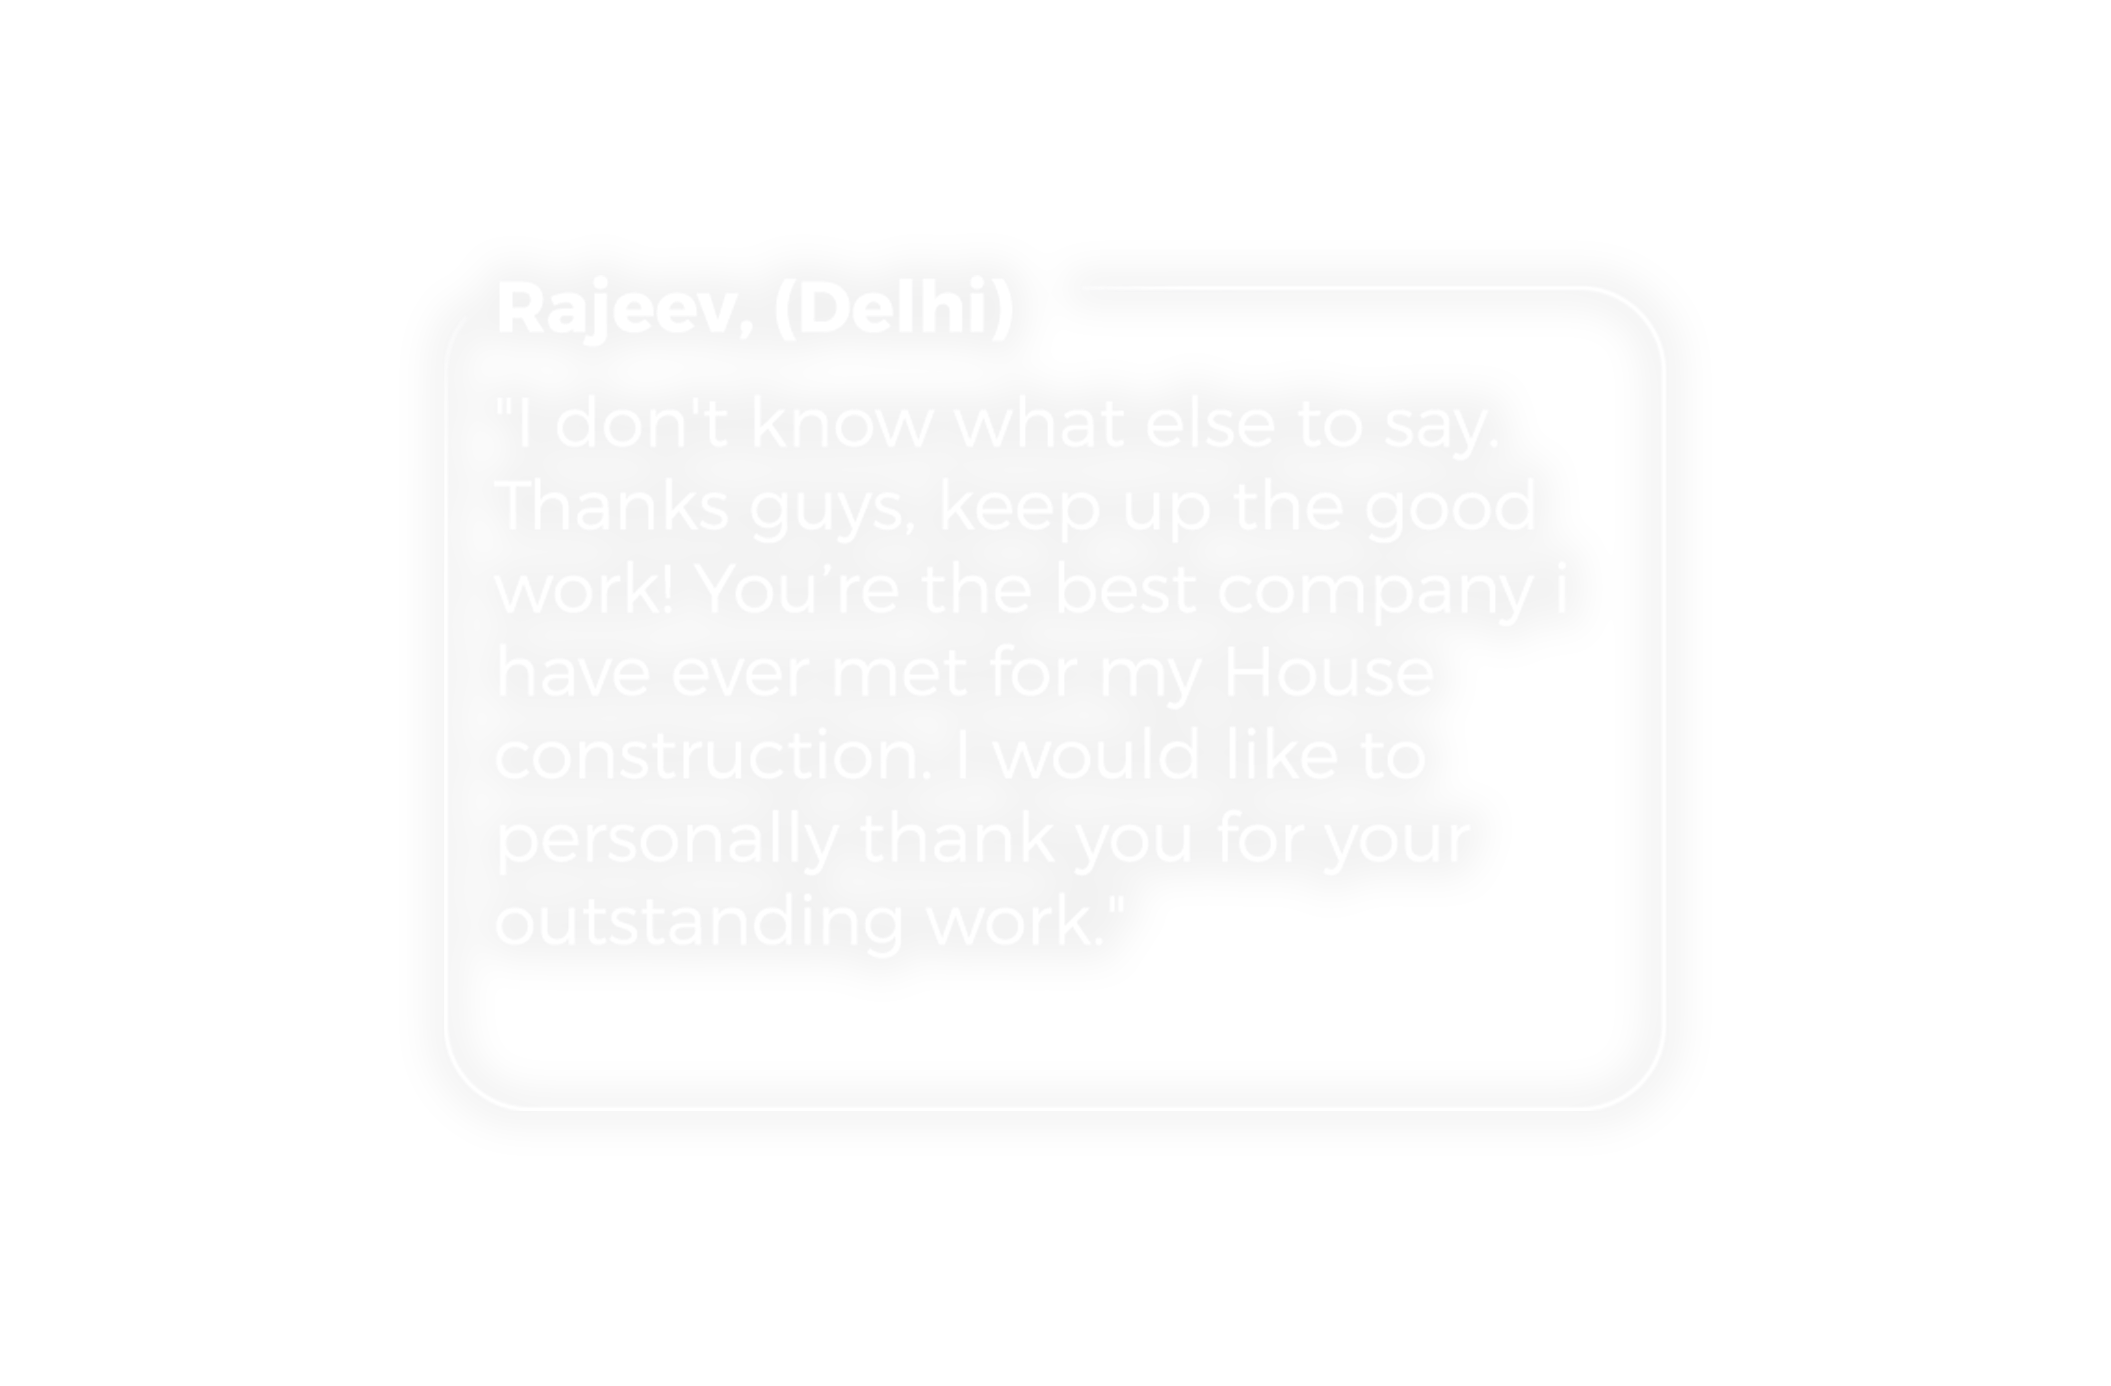 Rajeev, (Delhi)
"I don't know what else to say.
Thanks guys, keep up the good
work! You’re the best company i
have ever met for my House
construction. I would like to
personally thank you for your
outstanding work."